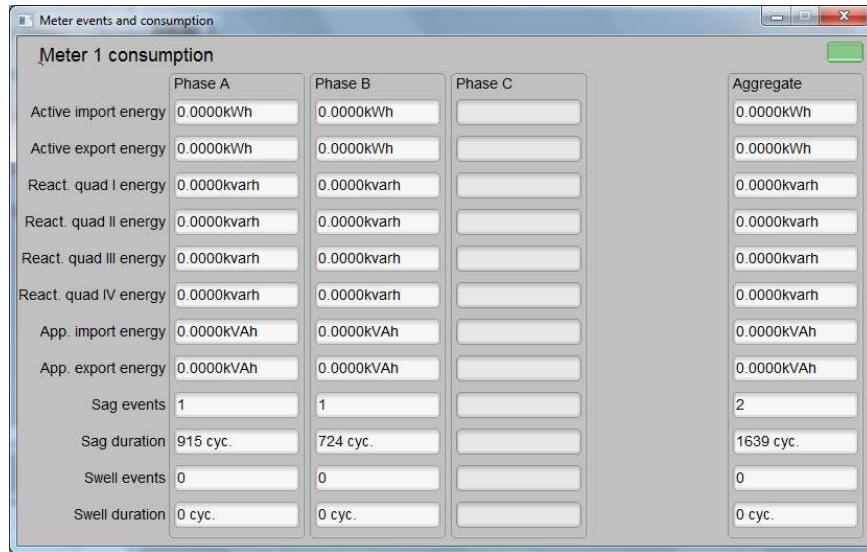 Meter events and consumption
Meter 1 consumption
Phase A Phase B Phase C Aggregate
Active import energy 0.0000kWh 0.0000kWh 0.0000kWh
Active export energy 0.0000kWh 0.0000kWh 0.0000kWh
React. quad I energy 0.0000kvarh 0.0000kvarh 0.0000kvarh
React. quad II energy 0.0000kvarh 0.0000kvarh 0.0000kvarh
React. quad III energy 0.0000kvarh 0.0000kvarh 0.0000kvarh
React. quad IV energy 0.0000kvarh 0.0000kvarh 0.0000kvarh
App. import energy 0.0000kVAh 0.0000kVAh 0.0000kVAh
App. export energy 0.0000kVAh 0.0000kVAh 0.0000kVAh
Sag events 1 1 2
Sag duration 915 cyc. 724 cyc. 1639 cyc.
Swell events 0 0 0
Swell duration 0 cyc. 0 cyc. 0 cyc.